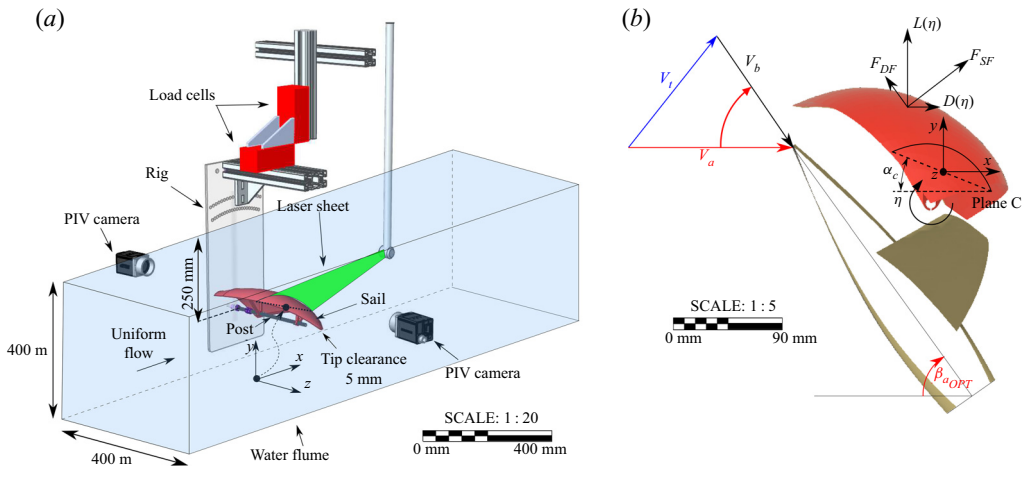 (a)
Load cells
Rig
PIV camera
Laser sheet
250 mm
400 m
Uniform
flow
Post
Sail
Tip clearance
5 mm
PIV camera
y
x
z
400 m
Water flume
SCALE: 1 : 20
0 mm
400 mm
(b)
L(η)
V_b
V_t
F_DF
F_SF
D(η)
V_a
y
x
z
α_c
η
Plane C
SCALE: 1 : 5
0 mm
90 mm
β_a_OPT